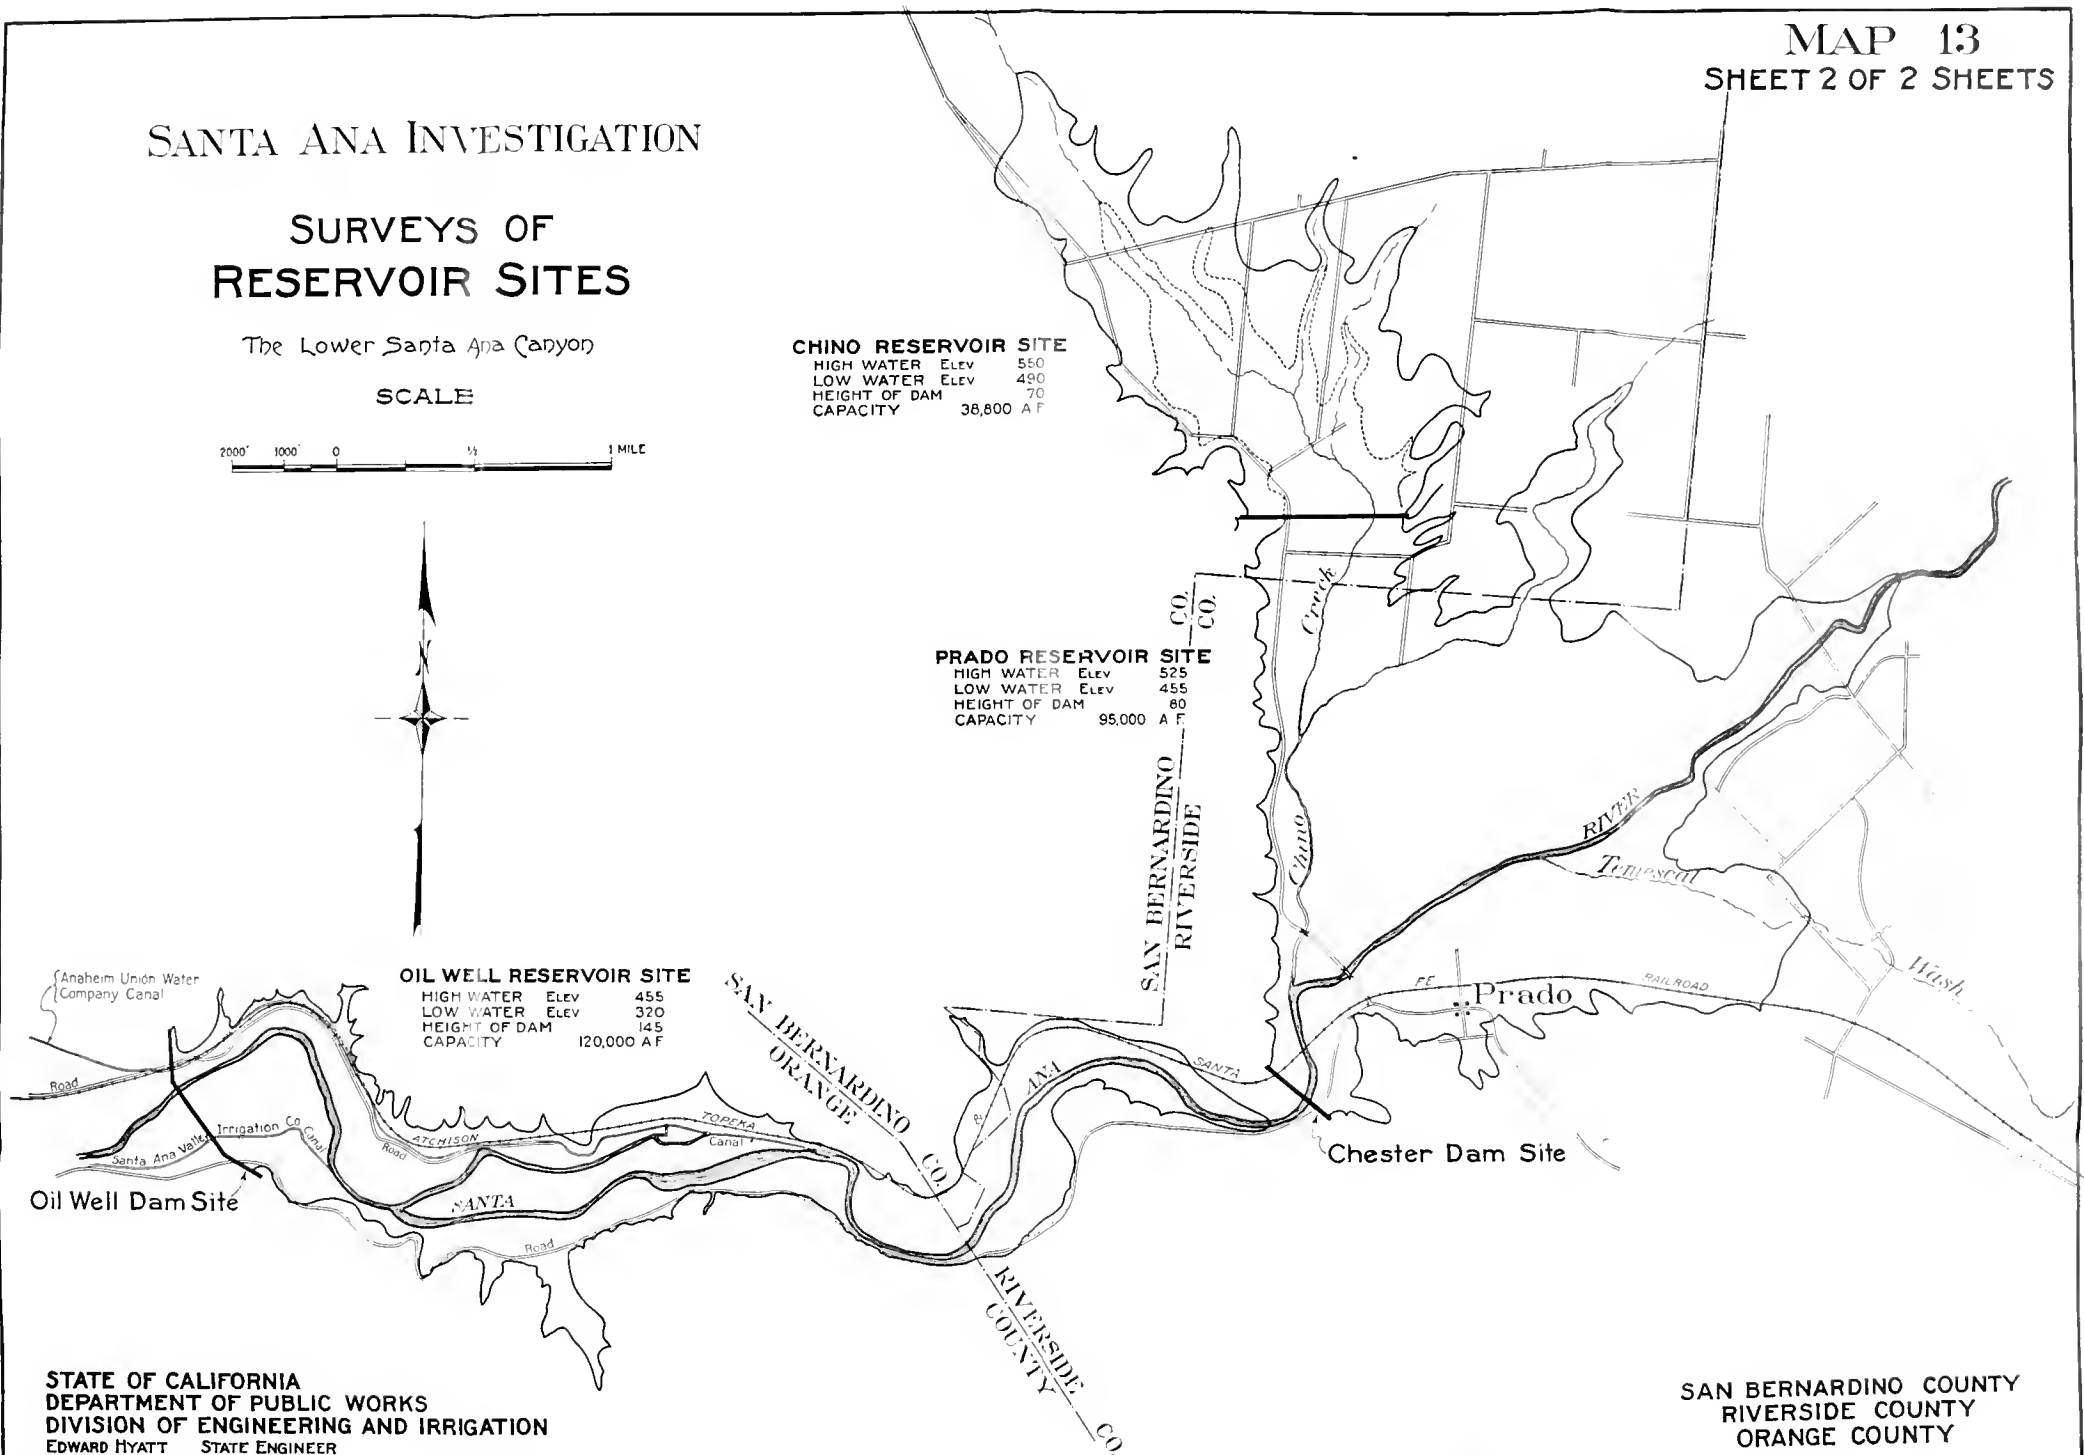 MAP 13
SHEET 2 OF 2 SHEETS
SANTA ANA INVESTIGATION
SURVEYS OF
RESERVOIR SITES
The Lower Santa Ana Canyon
SCALE
2000' 1000' 0 ½ 1 MILE
N
CHINO RESERVOIR SITE
HIGH WATER ELEV 550
LOW WATER ELEV 490
HEIGHT OF DAM 70
CAPACITY 38,800 A F
PRADO RESERVOIR SITE
HIGH WATER ELEV 525
LOW WATER ELEV 455
HEIGHT OF DAM 80
CAPACITY 95,000 A F.
OIL WELL RESERVOIR SITE
HIGH WATER ELEV 455
LOW WATER ELEV 320
HEIGHT OF DAM 145
CAPACITY 120,000 A F
SAN BERNARDINO CO.
RIVERSIDE CO.
Chino Creek
RIVER
Temescal Wash
Prado
FE RAILROAD
SANTA
ANA
Chester Dam Site
SAN BERNARDINO CO.
ORANGE
RIVERSIDE CO.
COUNTY
Anaheim Union Water
Company Canal
Road
Santa Ana Valley Irrigation Co Canal
Oil Well Dam Site
ATCHISON
Road
TOPEKA
Canal
SANTA
Road
STATE OF CALIFORNIA
DEPARTMENT OF PUBLIC WORKS
DIVISION OF ENGINEERING AND IRRIGATION
EDWARD HYATT STATE ENGINEER
SAN BERNARDINO COUNTY
RIVERSIDE COUNTY
ORANGE COUNTY